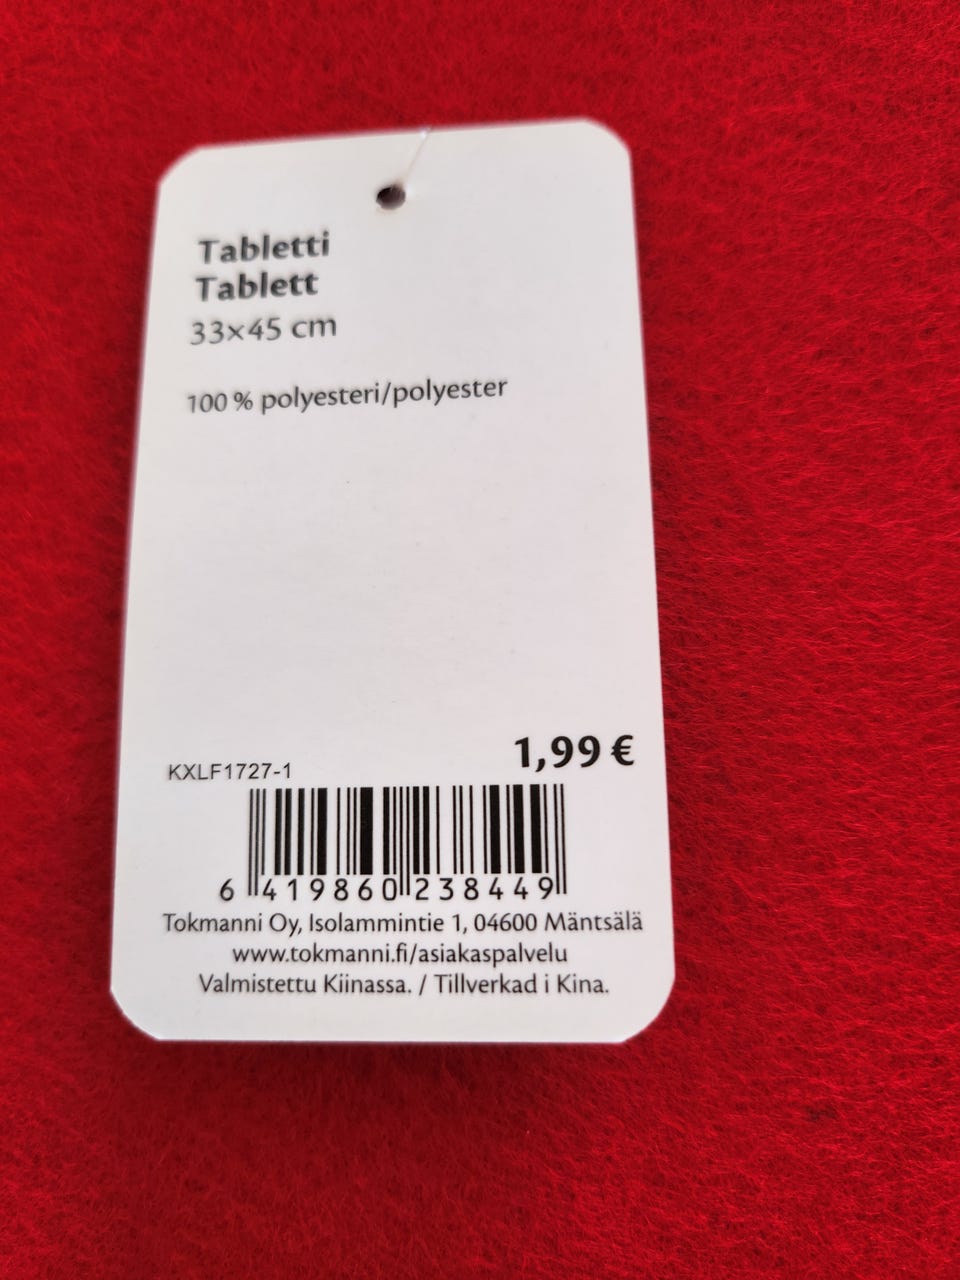 Tabletti
Tablett
33×45 cm
100 % polyesteri/polyester
1,99 €
KXLF1727-1
6 419860 238449
Tokmanni Oy, Isolammintie 1, 04600 Mäntsälä
www.tokmanni.fi/asiakaspalvelu
Valmistettu Kiinassa. / Tillverkad i Kina.